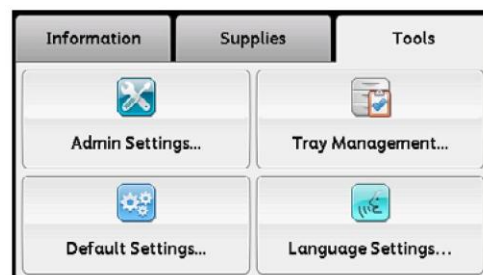 Information Supplies Tools
Admin Settings... Tray Management...
Default Settings... Language Settings...